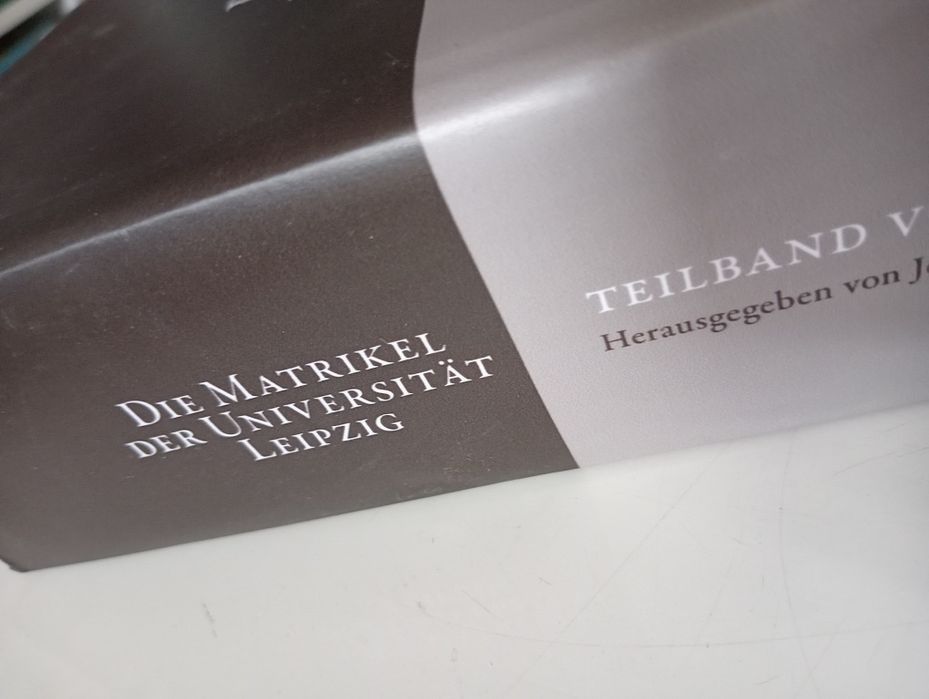 Die Matrikel
der Universität
Leipzig
TEILBAND V
Herausgegeben von